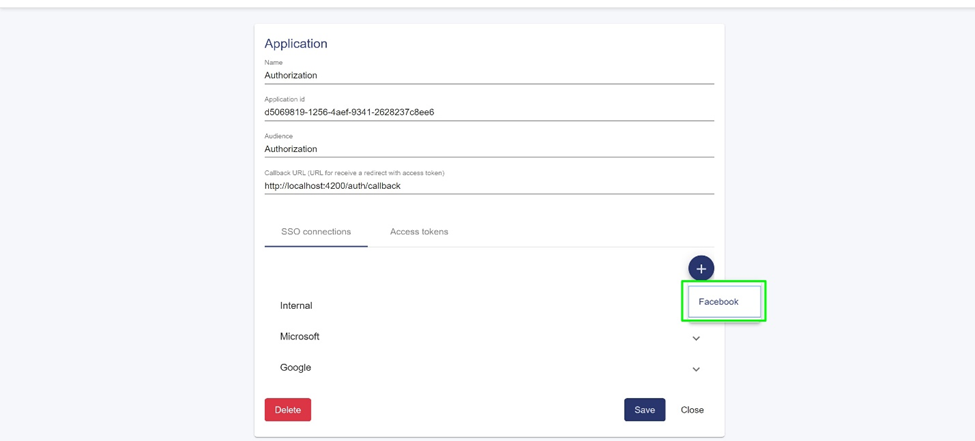 Application
Name
Authorization
Application id
d5069819-1256-4aef-9341-2628237c8ee6
Audience
Authorization
Callback URL (URL for receive a redirect with access token)
http://localhost:4200/auth/callback
SSO connections Access tokens
+
Facebook
Internal
Microsoft
Google
Delete Save Close